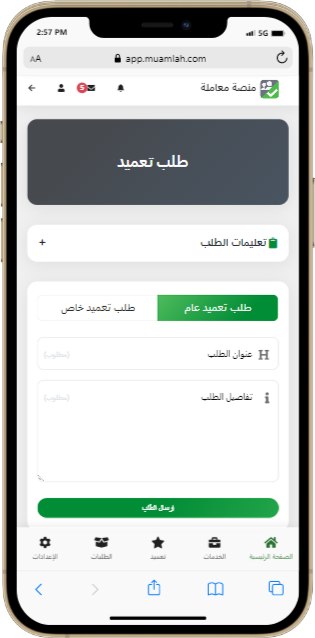 2:57 PM
5G
AA
app.muamlah.com
منصة معاملة
5
طلب تعميد
تعليمات الطلب
+
طلب تعميد عام
طلب تعميد خاص
H عنوان الطلب
(مطلوب)
i تفاصيل الطلب
(مطلوب)
ارسال الطلب
الصفحة الرئيسية
الخدمات
تعميد
الطلبات
الإعدادات